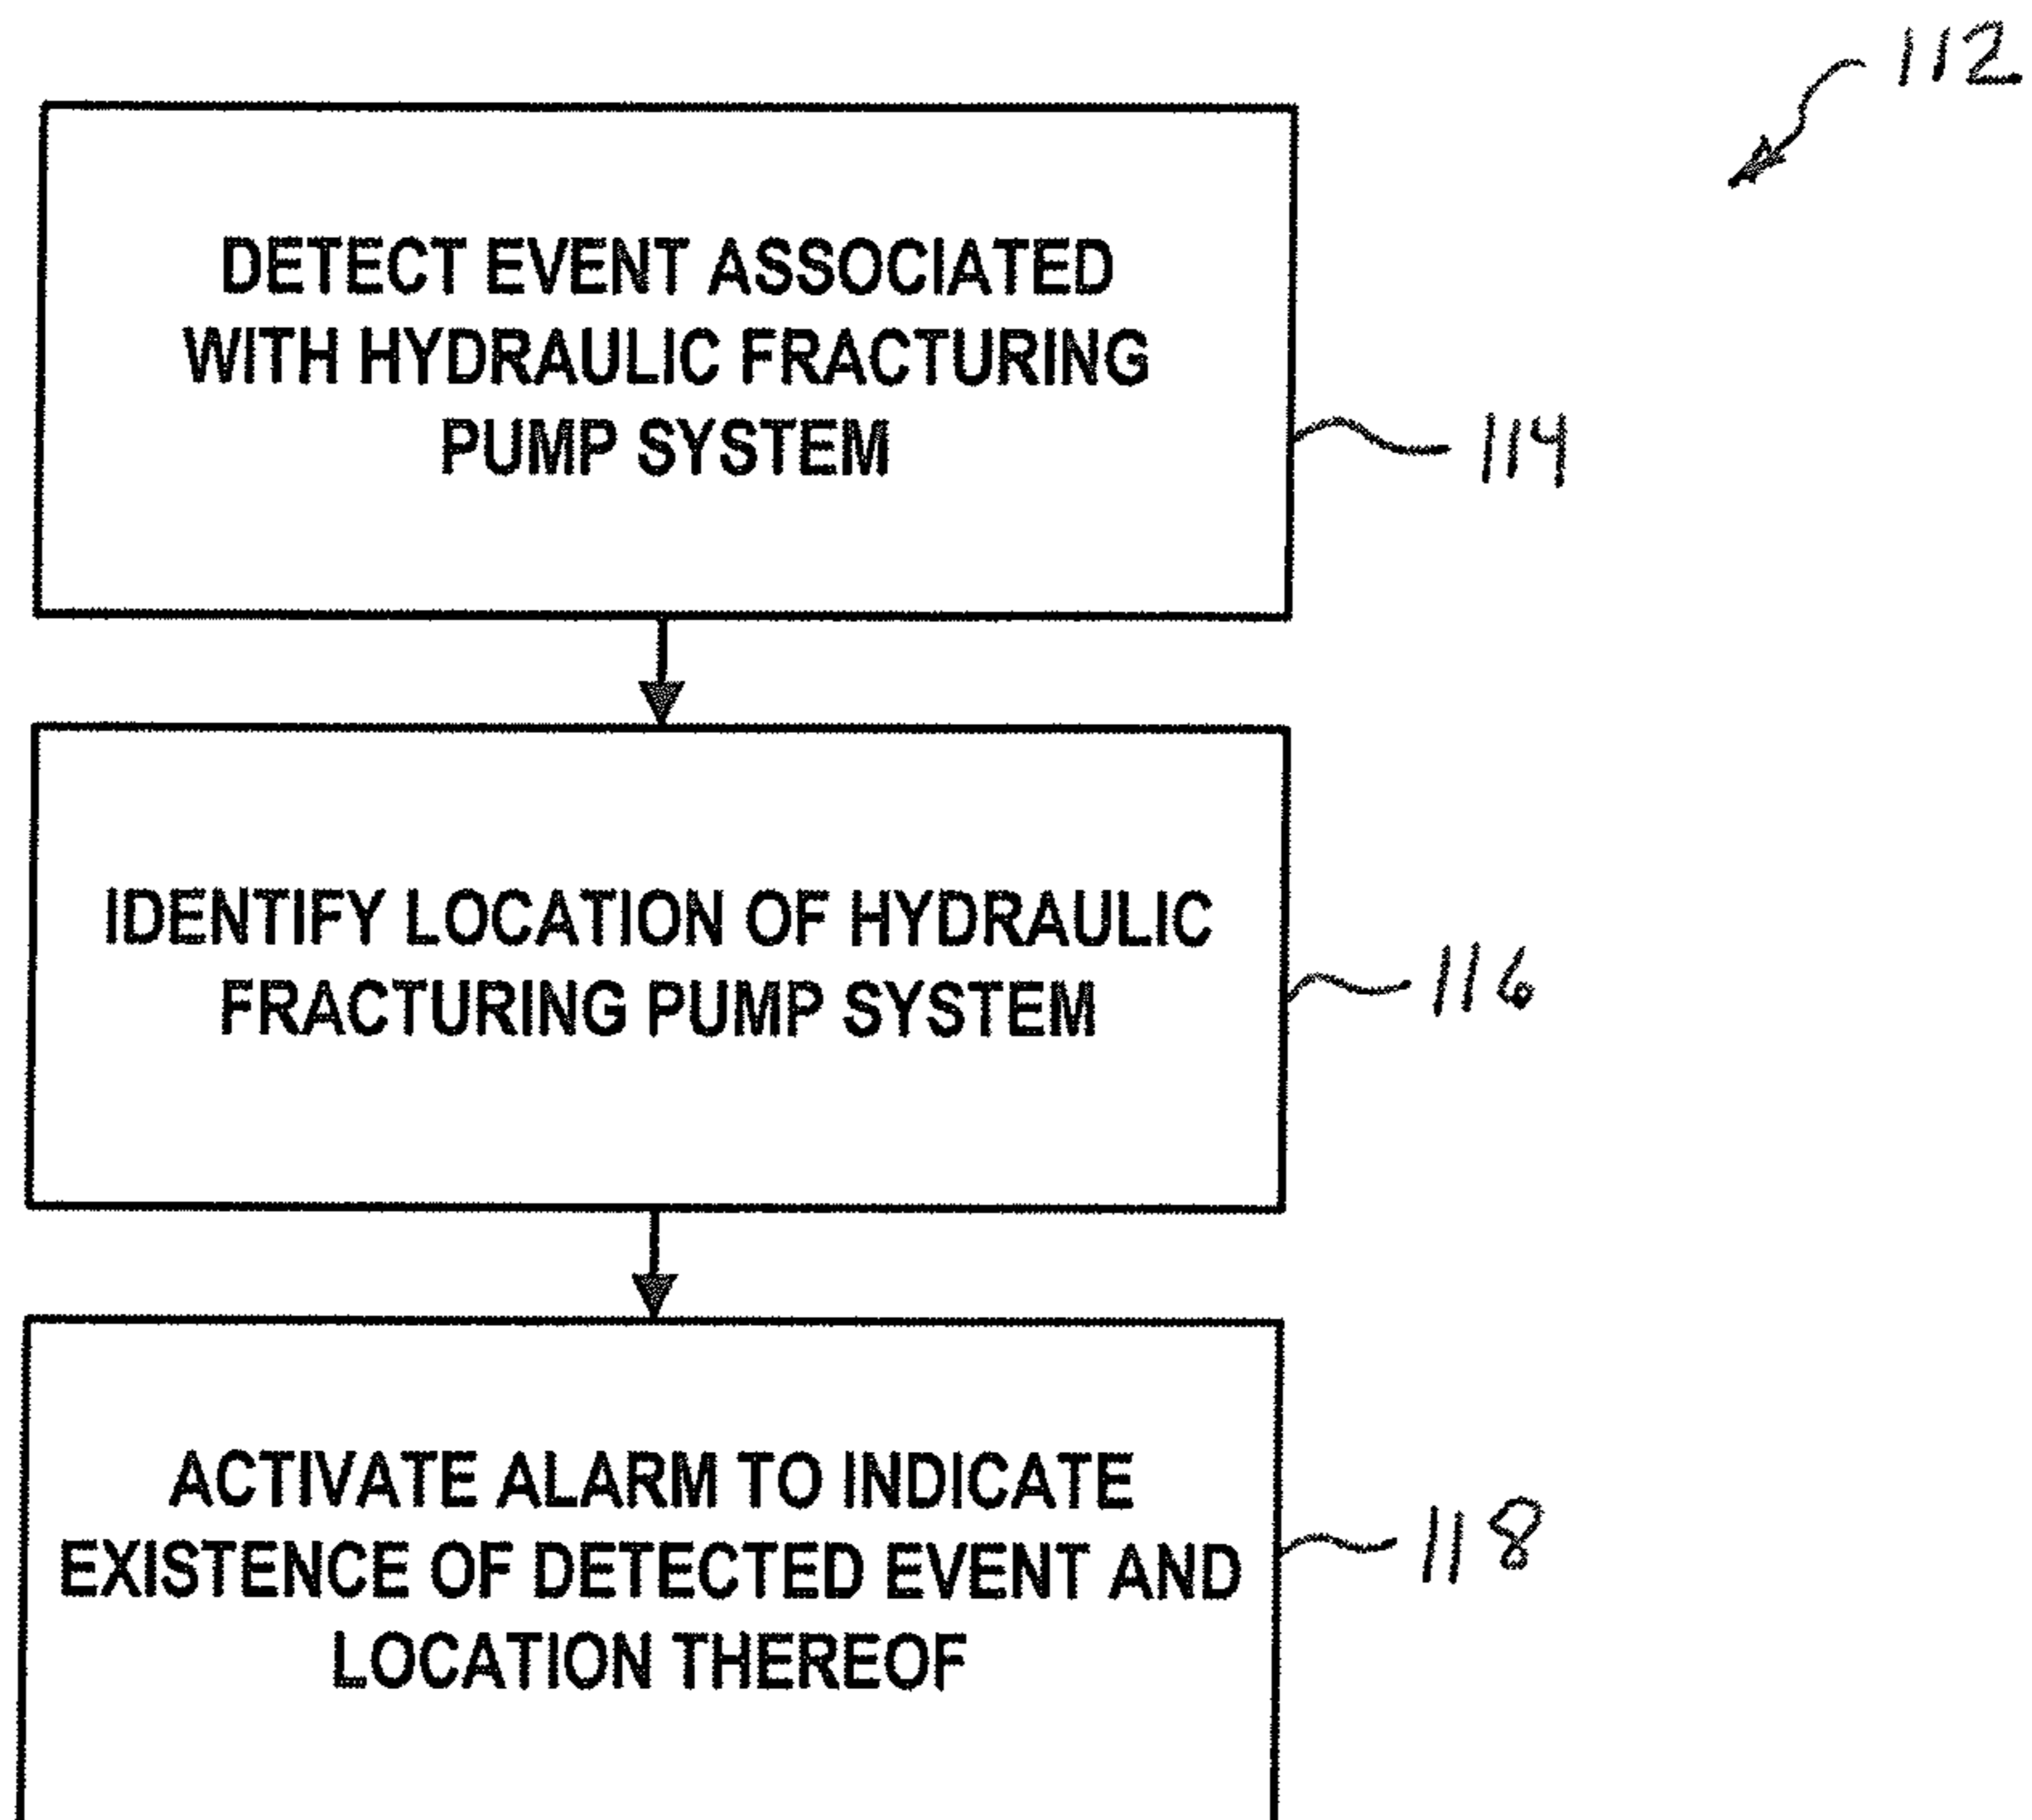 112
DETECT EVENT ASSOCIATED
WITH HYDRAULIC FRACTURING
PUMP SYSTEM
114
IDENTIFY LOCATION OF HYDRAULIC
FRACTURING PUMP SYSTEM
116
ACTIVATE ALARM TO INDICATE
EXISTENCE OF DETECTED EVENT AND
LOCATION THEREOF
118